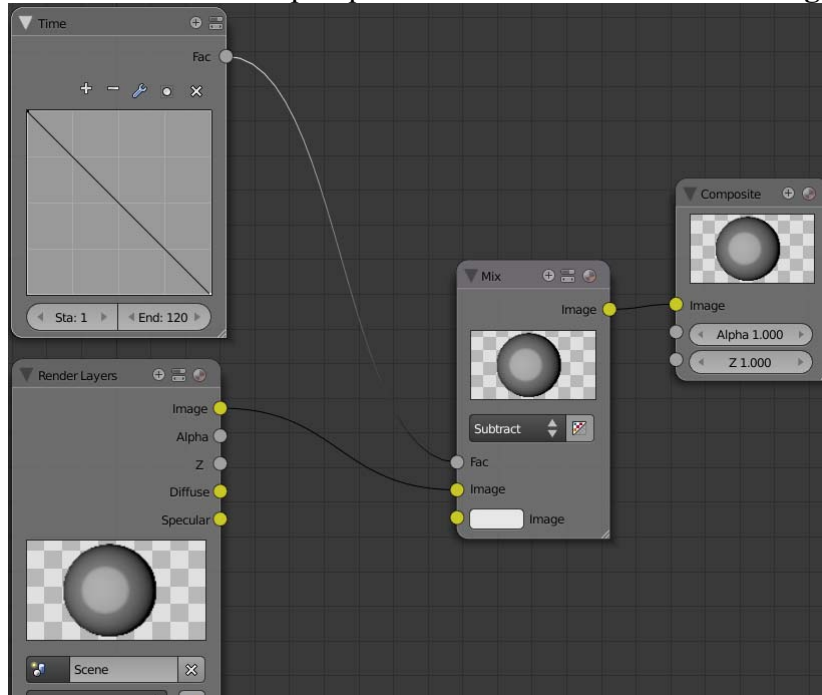 Time
Fac
Sta: 1
End: 120
Render Layers
Image
Alpha
Z
Diffuse
Specular
Scene
Mix
Image
Subtract
Fac
Image
Image
Composite
Image
Alpha 1.000
Z 1.000